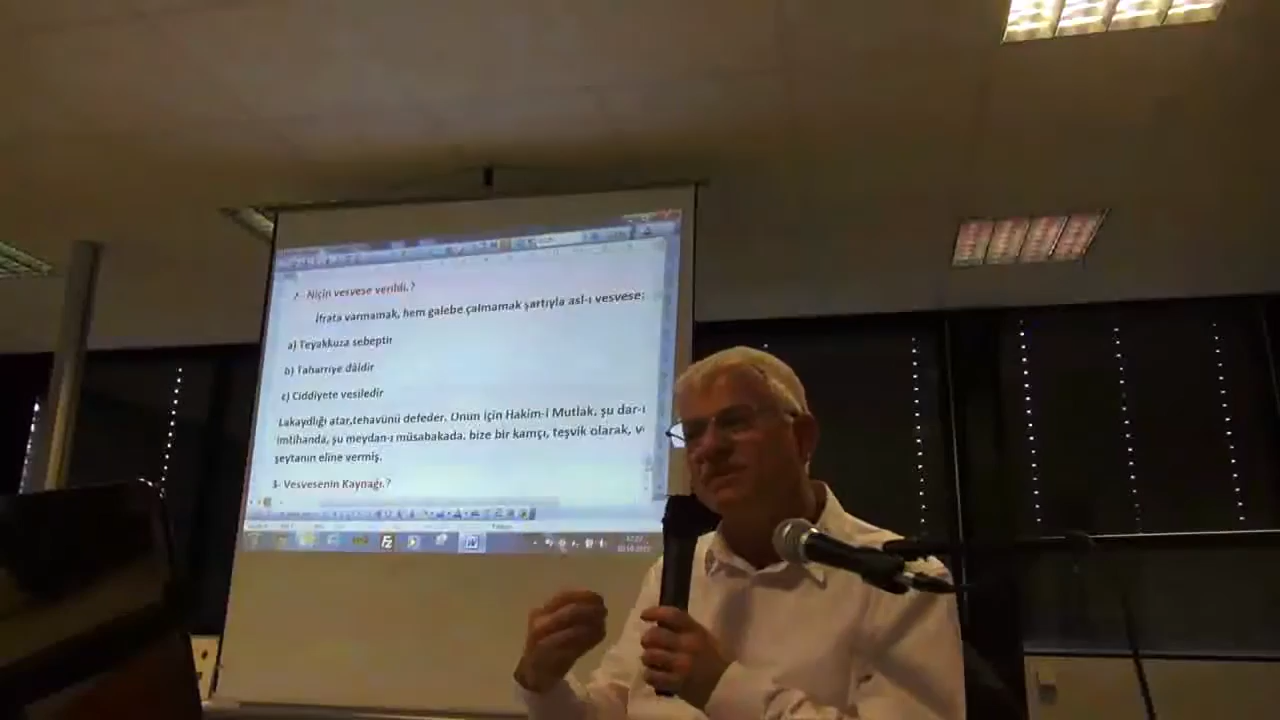 2- Niçin vesvese verildi.?
İfrata varmamak, hem galebe çalmamak şartıyla asl-ı vesvese;
a) Teyakkuza sebeptir
b) Taharriye dâidir
c) Ciddiyete vesiledir
Lakaydlığı atar,tehavünü defeder. Onun için Hakim-i Mutlak, şu dar-ı
imtihanda, şu meydan-ı müsabakada, bize bir kamçı, teşvik olarak, v
şeytanın eline vermiş.
3- Vesvesenin Kaynağı.?